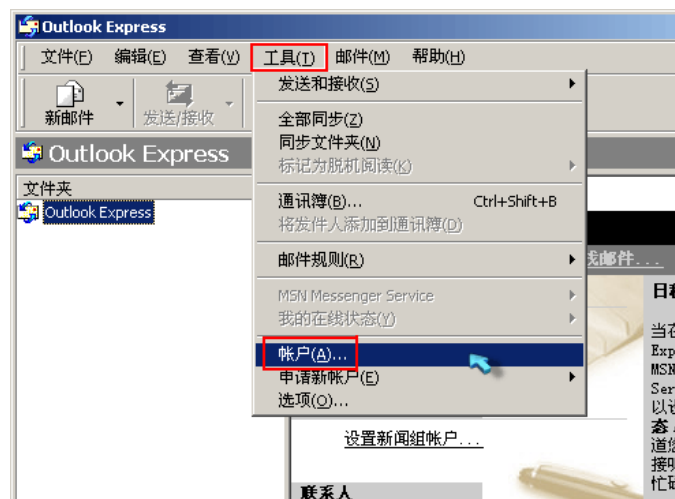 Outlook Express
文件(F) 编辑(E) 查看(V) 工具(T) 邮件(M) 帮助(H)
新邮件 发送/接收
发送和接收(S)
全部同步(Z)
同步文件夹(N)
标记为脱机阅读(K)
通讯簿(B)... Ctrl+Shift+B
将发件人添加到通讯簿(D)
邮件规则(R)
MSN Messenger Service
我的在线状态(Y)
帐户(A)...
申请新帐户(E)
选项(O)...
Outlook Express
文件夹
Outlook Express
邮件...
设置新闻组帐户...
联系人
日
当在
Exp
MSN
Ser
以
态
道
接
忙